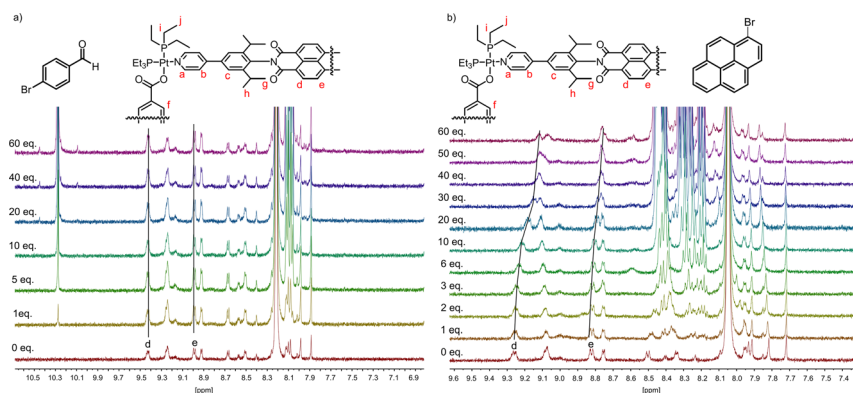 a)
O
H
Br
i
j
P
Et₃P-Pt-N
O
O
a
b
c
h
g
N
O
O
d
e
f
60 eq.
40 eq.
20 eq.
10 eq.
5 eq.
1eq.
0 eq.
d
e
10.5 10.3 10.1 9.9 9.7 9.5 9.3 9.1 8.9 8.7 8.5 8.3 8.1 7.9 7.7 7.5
[ppm]
b)
i
j
P
Et₃P-Pt-N
O
O
a
b
c
h
g
N
O
O
d
e
f
Br
60 eq.
50 eq.
40 eq.
30 eq.
20 eq.
10 eq.
6 eq.
3 eq.
2 eq.
1 eq.
0 eq.
d
e
9.6 9.5 9.4 9.3 9.2 9.1 9.0 8.9 8.8 8.7 8.6 8.5 8.4 8.3 8.2 8.1 8.0 7.9 7.8 7.7 7.6 7.5 7.4
[ppm]